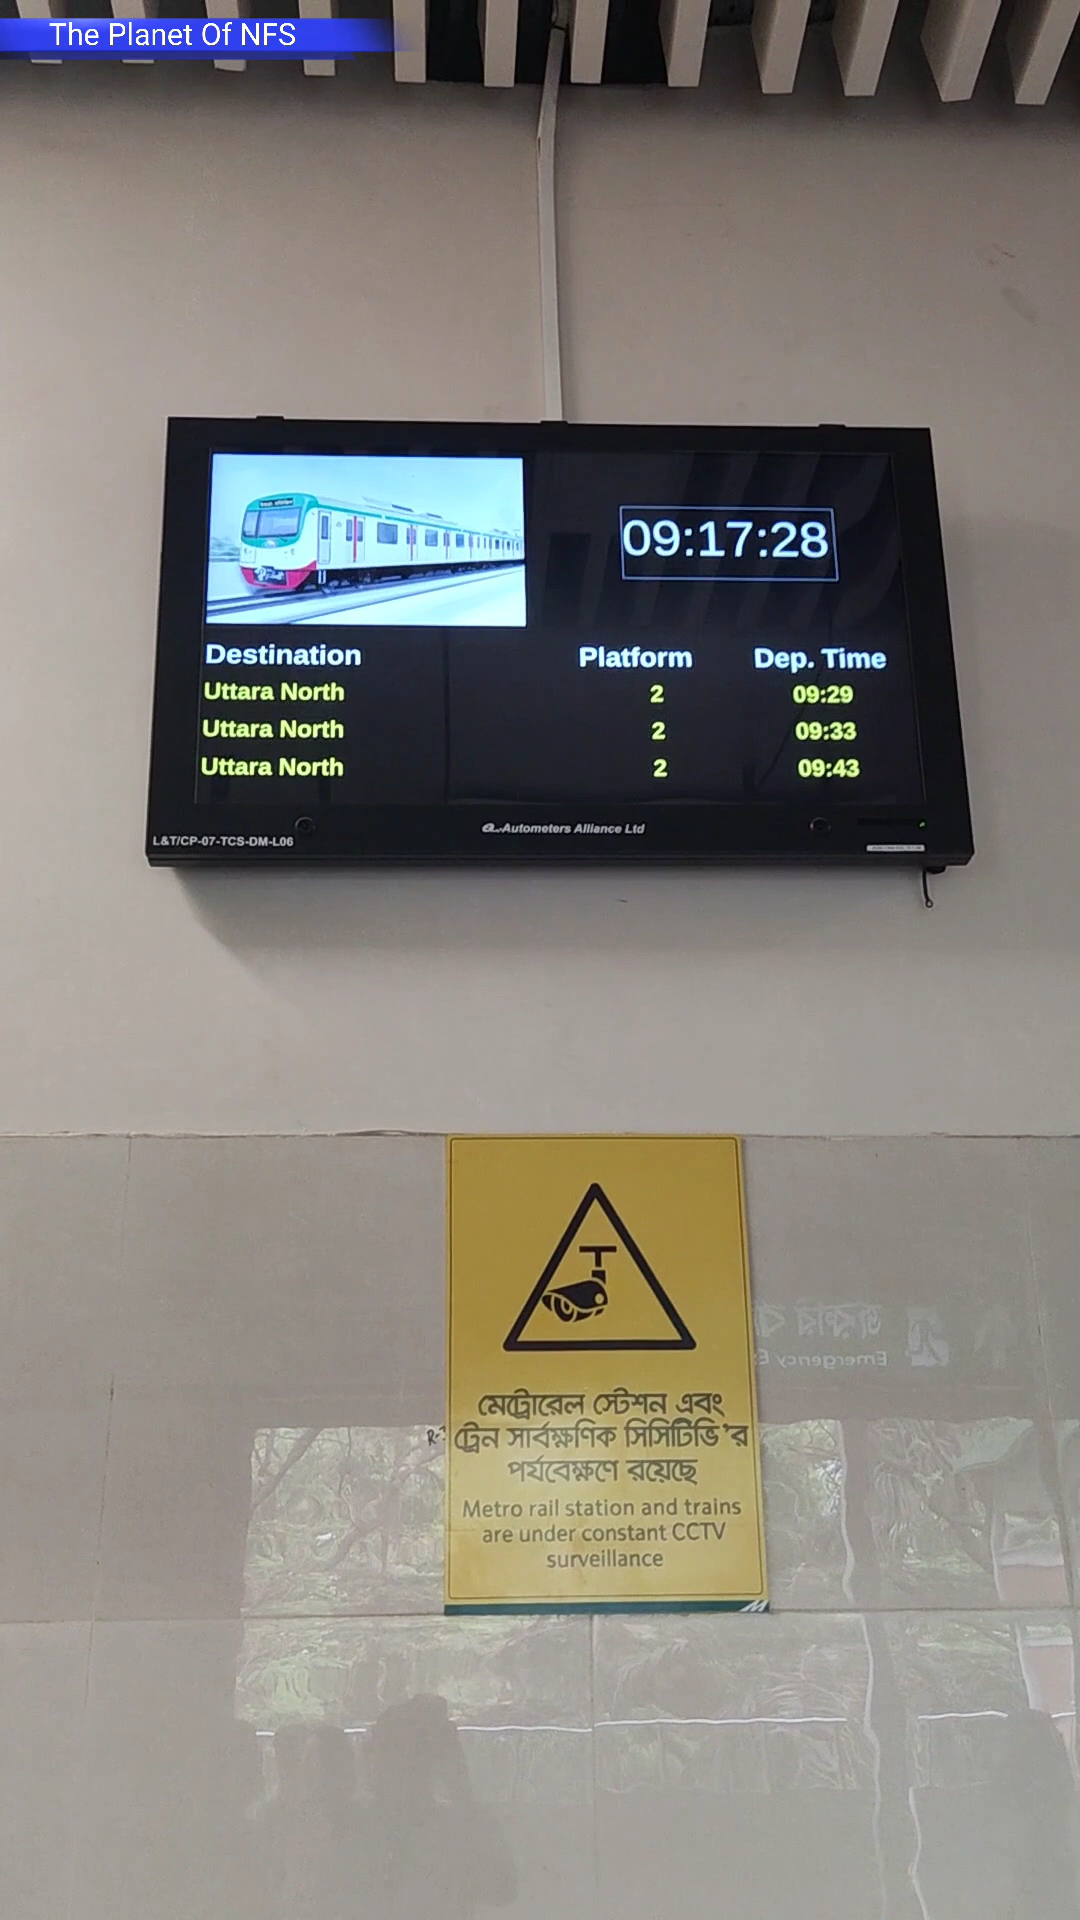 The Planet Of NFS
09:17:28
Destination Platform Dep. Time
Uttara North 2 09:29
Uttara North 2 09:33
Uttara North 2 09:43
Autometers Alliance Ltd
L&T/CP-07-TCS-DM-L06
মেট্রোরেল স্টেশন এবং
ট্রেন সার্বক্ষণিক সিসিটিভি'র
পর্যবেক্ষণে রয়েছে
Metro rail station and trains
are under constant CCTV
surveillance
Emergency